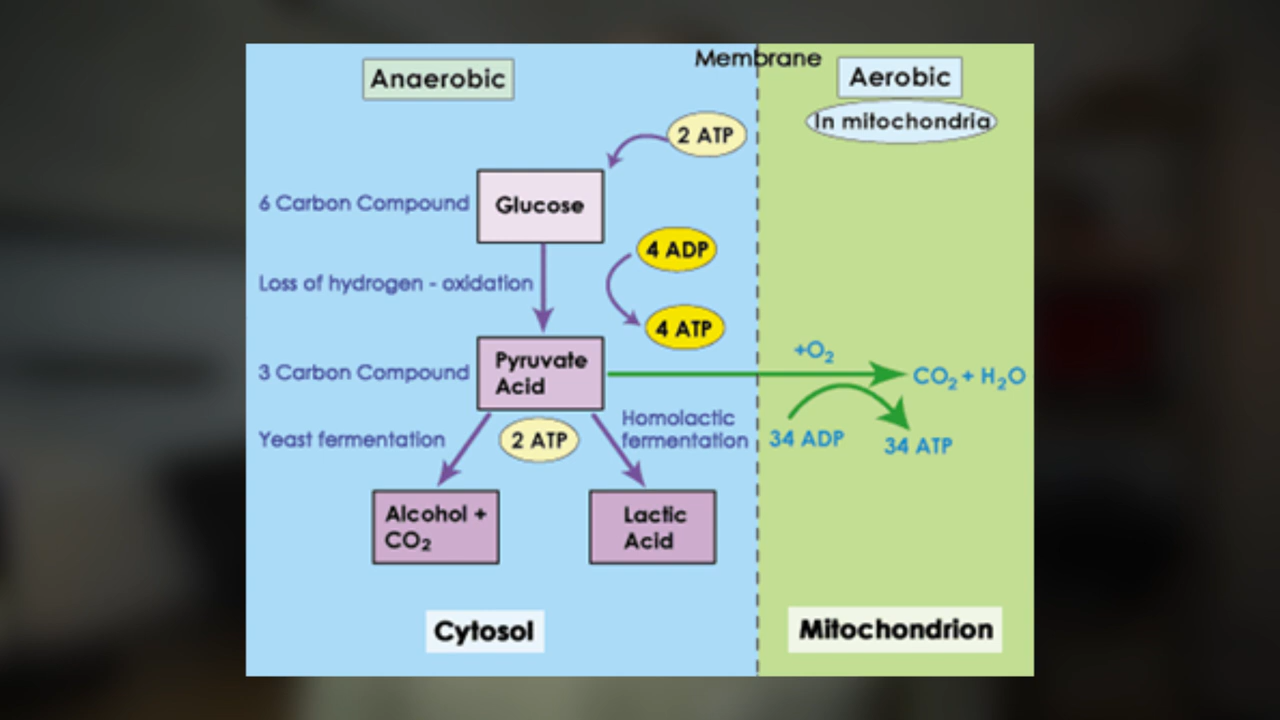 Membrane
Anaerobic
Aerobic
In mitochondria
2 ATP
6 Carbon Compound
Glucose
4 ADP
Loss of hydrogen - oxidation
4 ATP
+O₂
Pyruvate
Acid
3 Carbon Compound
CO₂ + H₂O
Homolactic
fermentation
Yeast fermentation
2 ATP
34 ADP
34 ATP
Alcohol +
CO₂
Lactic
Acid
Cytosol
Mitochondrion